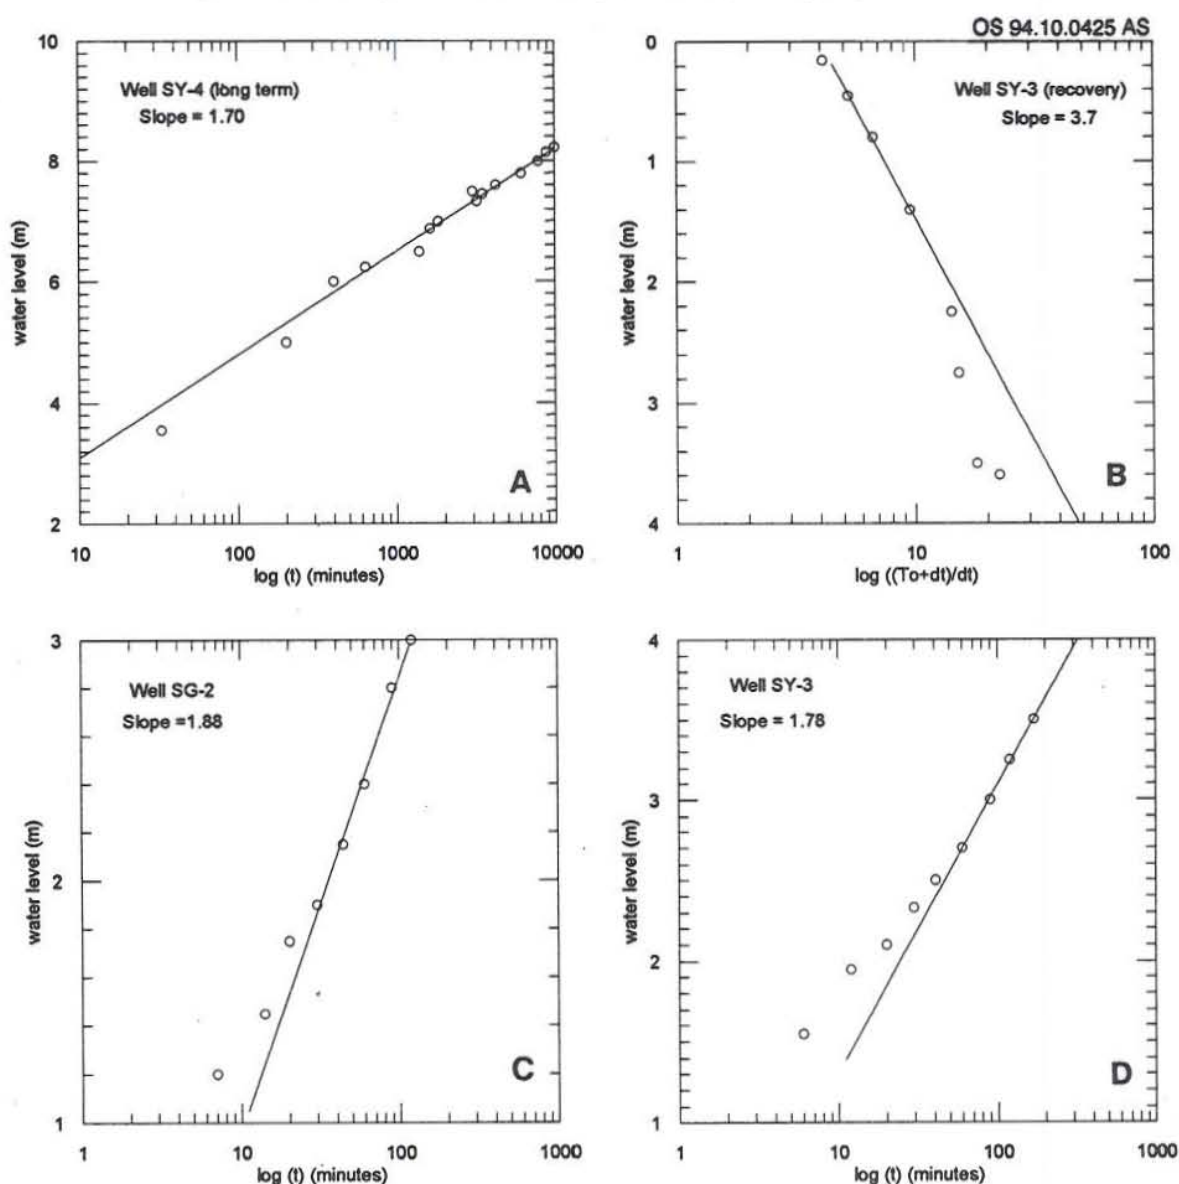 OS 94.10.0425 AS
10
8
6
4
2
water level (m)
Well SY-4 (long term)
Slope = 1.70
A
10 100 1000 10000
log (t) (minutes)
0
1
2
3
4
water level (m)
Well SY-3 (recovery)
Slope = 3.7
B
1 10 100
log ((To+dt)/dt)
3
2
1
water level (m)
Well SG-2
Slope =1.88
C
1 10 100 1000
log (t) (minutes)
4
3
2
1
water level (m)
Well SY-3
Slope = 1.78
D
1 10 100 1000
log (t) (minutes)